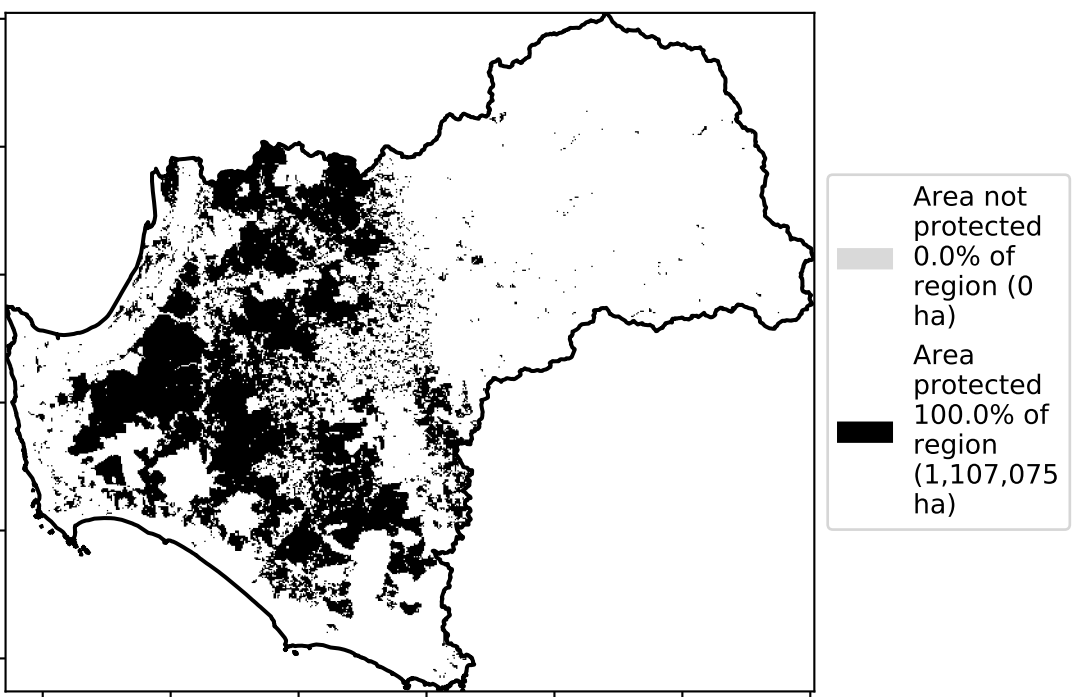 Area not
protected
0.0% of
region (0
ha)
Area
protected
100.0% of
region
(1,107,075
ha)